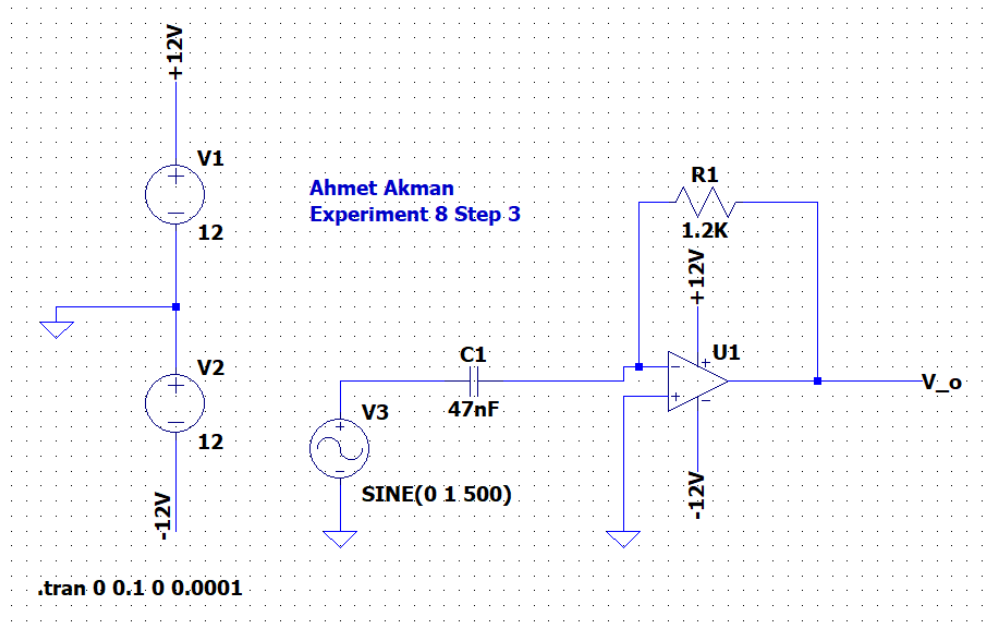 +12V
V1
12
Ahmet Akman
Experiment 8 Step 3
R1
1.2K
+12V
U1
C1
47nF
V_o
V2
12
V3
SINE(0 1 500)
-12V
-12V
.tran 0 0.1 0 0.0001